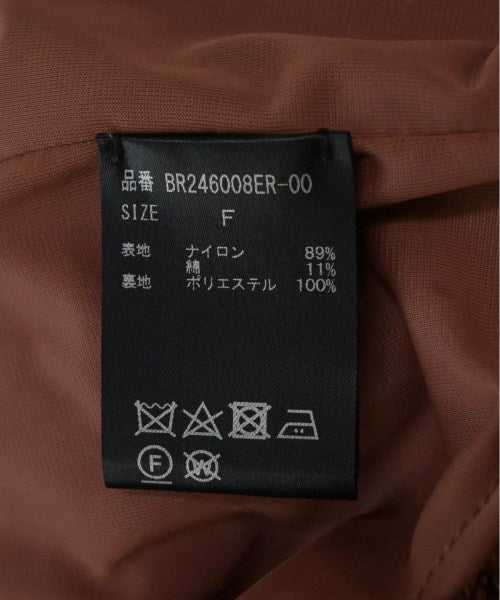 品番 BR246008ER-00
SIZE F
表地 ナイロン 89%
綿 11%
裏地 ポリエステル 100%
F
W